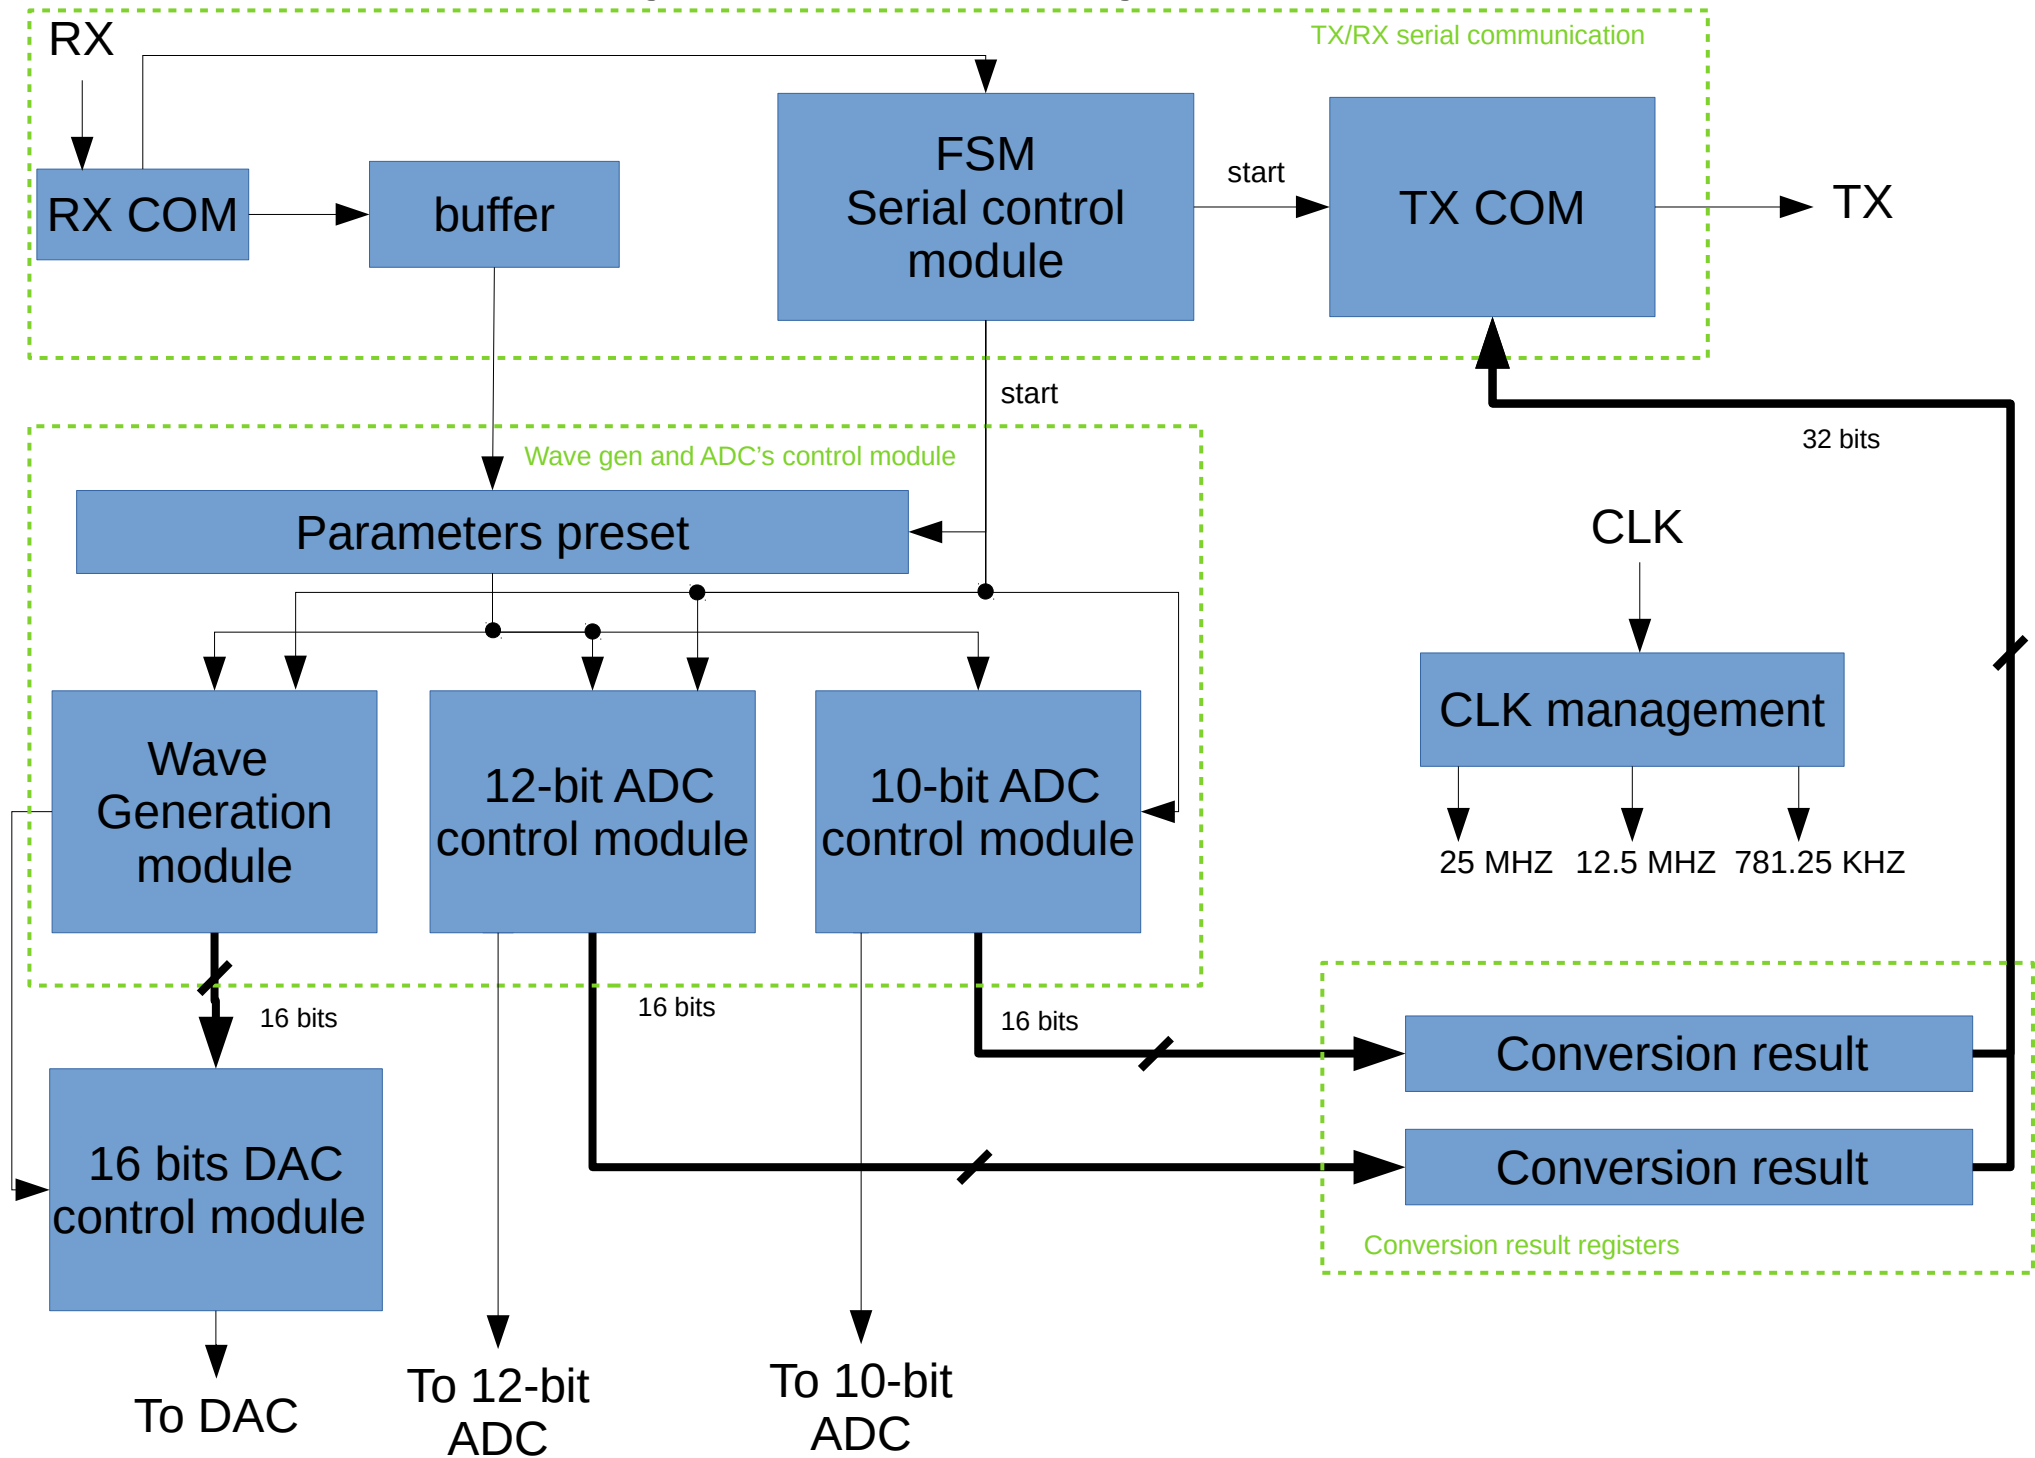 RX
TX/RX serial communication
FSM
Serial control
module
start
TX COM
TX
RX COM
buffer
start
32 bits
Wave gen and ADC’s control module
Parameters preset
CLK
CLK management
25 MHZ
12.5 MHZ
781.25 KHZ
Wave
Generation
module
12-bit ADC
control module
10-bit ADC
control module
16 bits
16 bits
16 bits
Conversion result
Conversion result
Conversion result registers
16 bits DAC
control module
To DAC
To 12-bit
ADC
To 10-bit
ADC